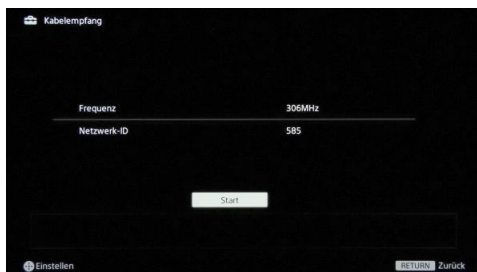 Kabelempfang
Frequenz 306MHz
Netzwerk-ID 585
Start
Einstellen RETURN Zurück